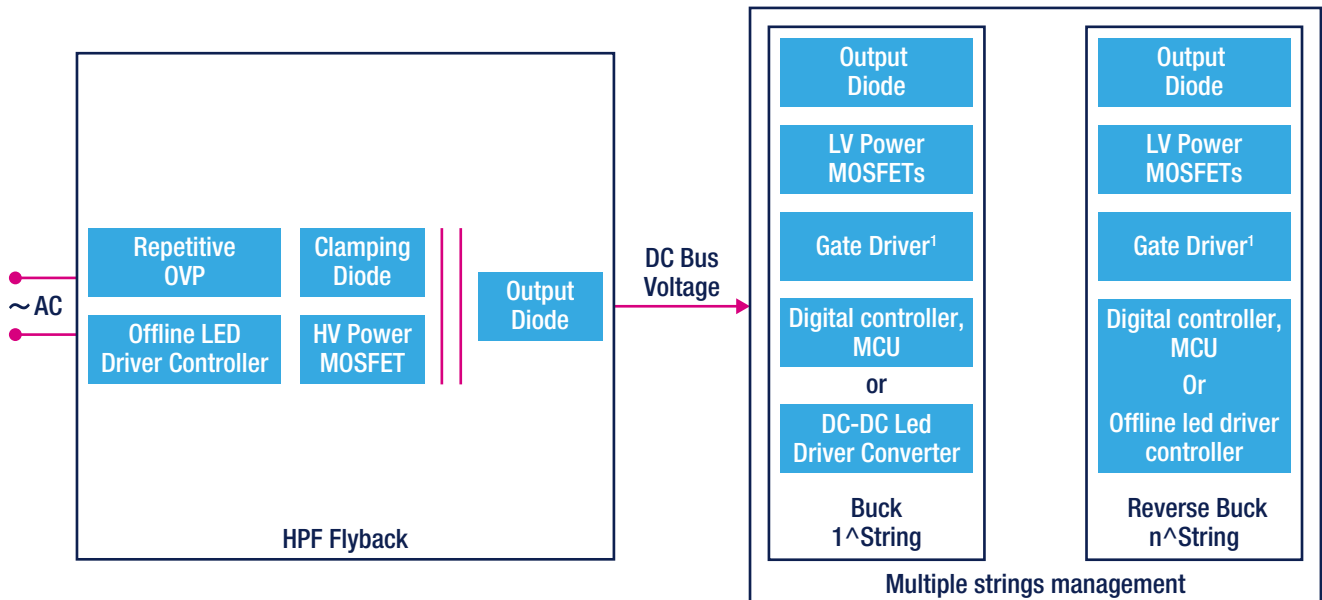 ~ AC
Repetitive
OVP
Clamping
Diode
Offline LED
Driver Controller
HV Power
MOSFET
Output
Diode
HPF Flyback
DC Bus
Voltage
Output
Diode
LV Power
MOSFETs
Gate Driver1
Digital controller,
MCU
or
DC-DC Led
Driver Converter
Buck
1^String
Output
Diode
LV Power
MOSFETs
Gate Driver1
Digital controller,
MCU
Or
Offline led driver
controller
Reverse Buck
n^String
Multiple strings management